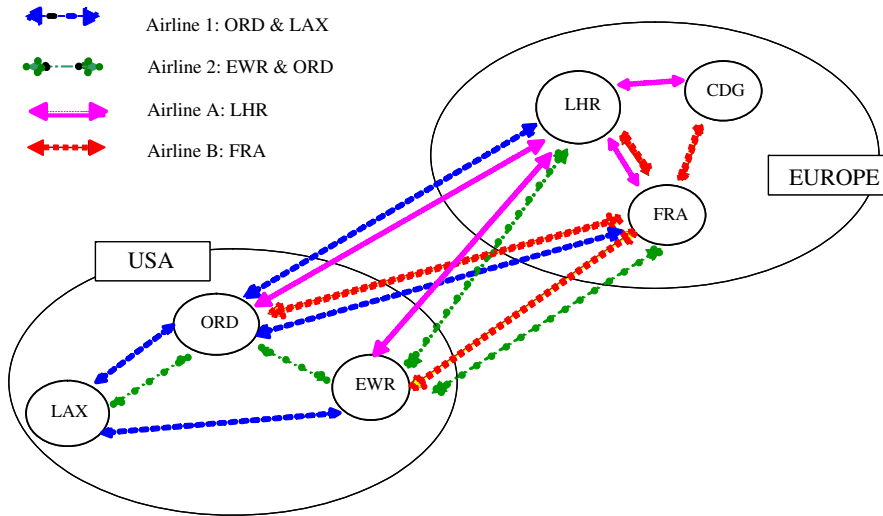 Airline 1: ORD & LAX
Airline 2: EWR & ORD
Airline A: LHR
Airline B: FRA
LHR
CDG
EUROPE
FRA
USA
ORD
EWR
LAX